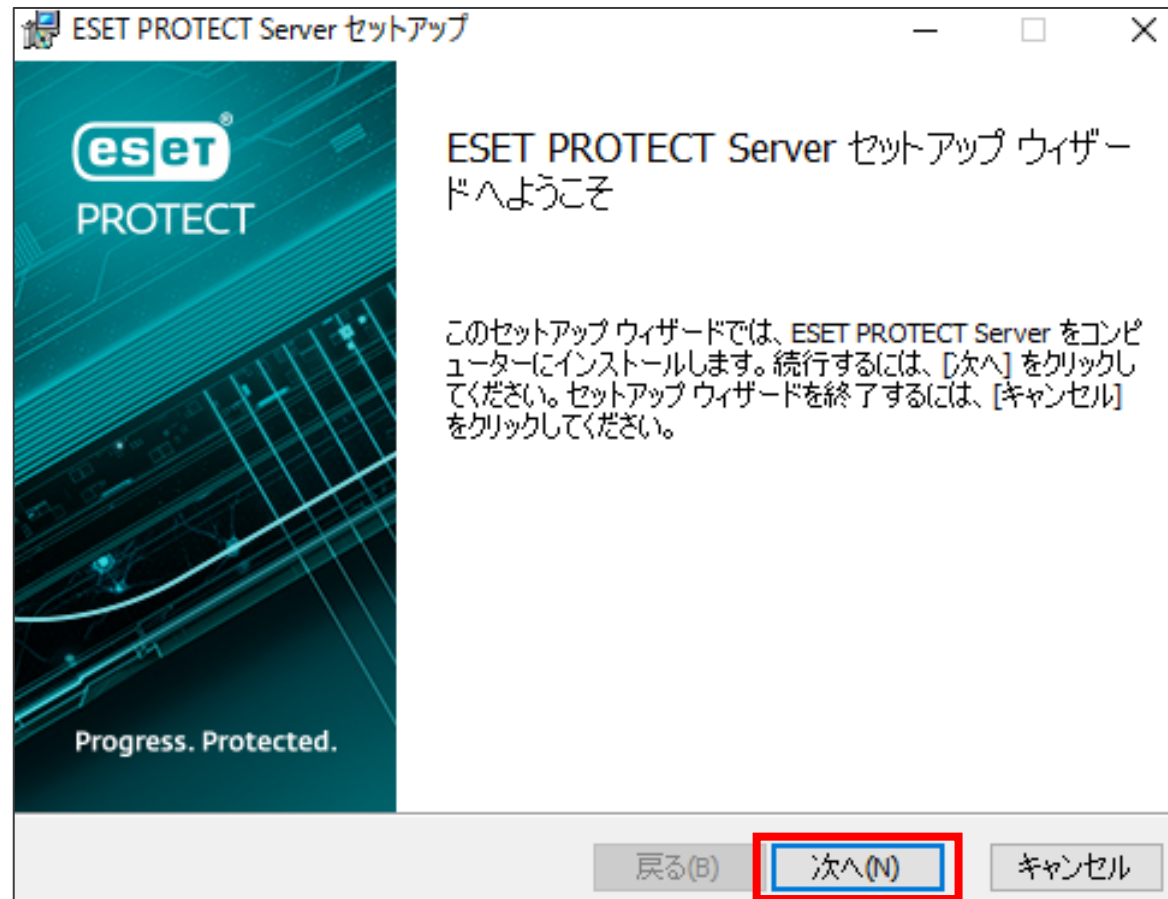 ESET PROTECT Server セットアップ
eseT®
PROTECT
ESET PROTECT Server セットアップ ウィザー
ドへようこそ
このセットアップ ウィザードでは、ESET PROTECT Server をコンピ
ューターにインストールします。続行するには、[次へ] をクリックし
てください。セットアップ ウィザードを終了するには、[キャンセル]
をクリックしてください。
Progress. Protected.
戻る(B) 次へ(N) キャンセル